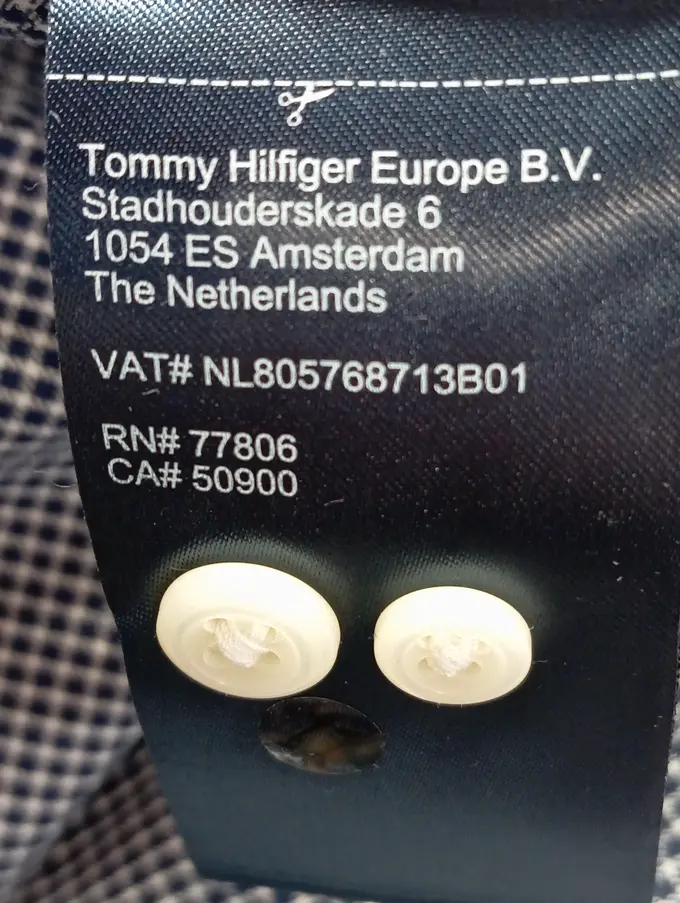 Tommy Hilfiger Europe B.V.
Stadhouderskade 6
1054 ES Amsterdam
The Netherlands
VAT# NL805768713B01
RN# 77806
CA# 50900